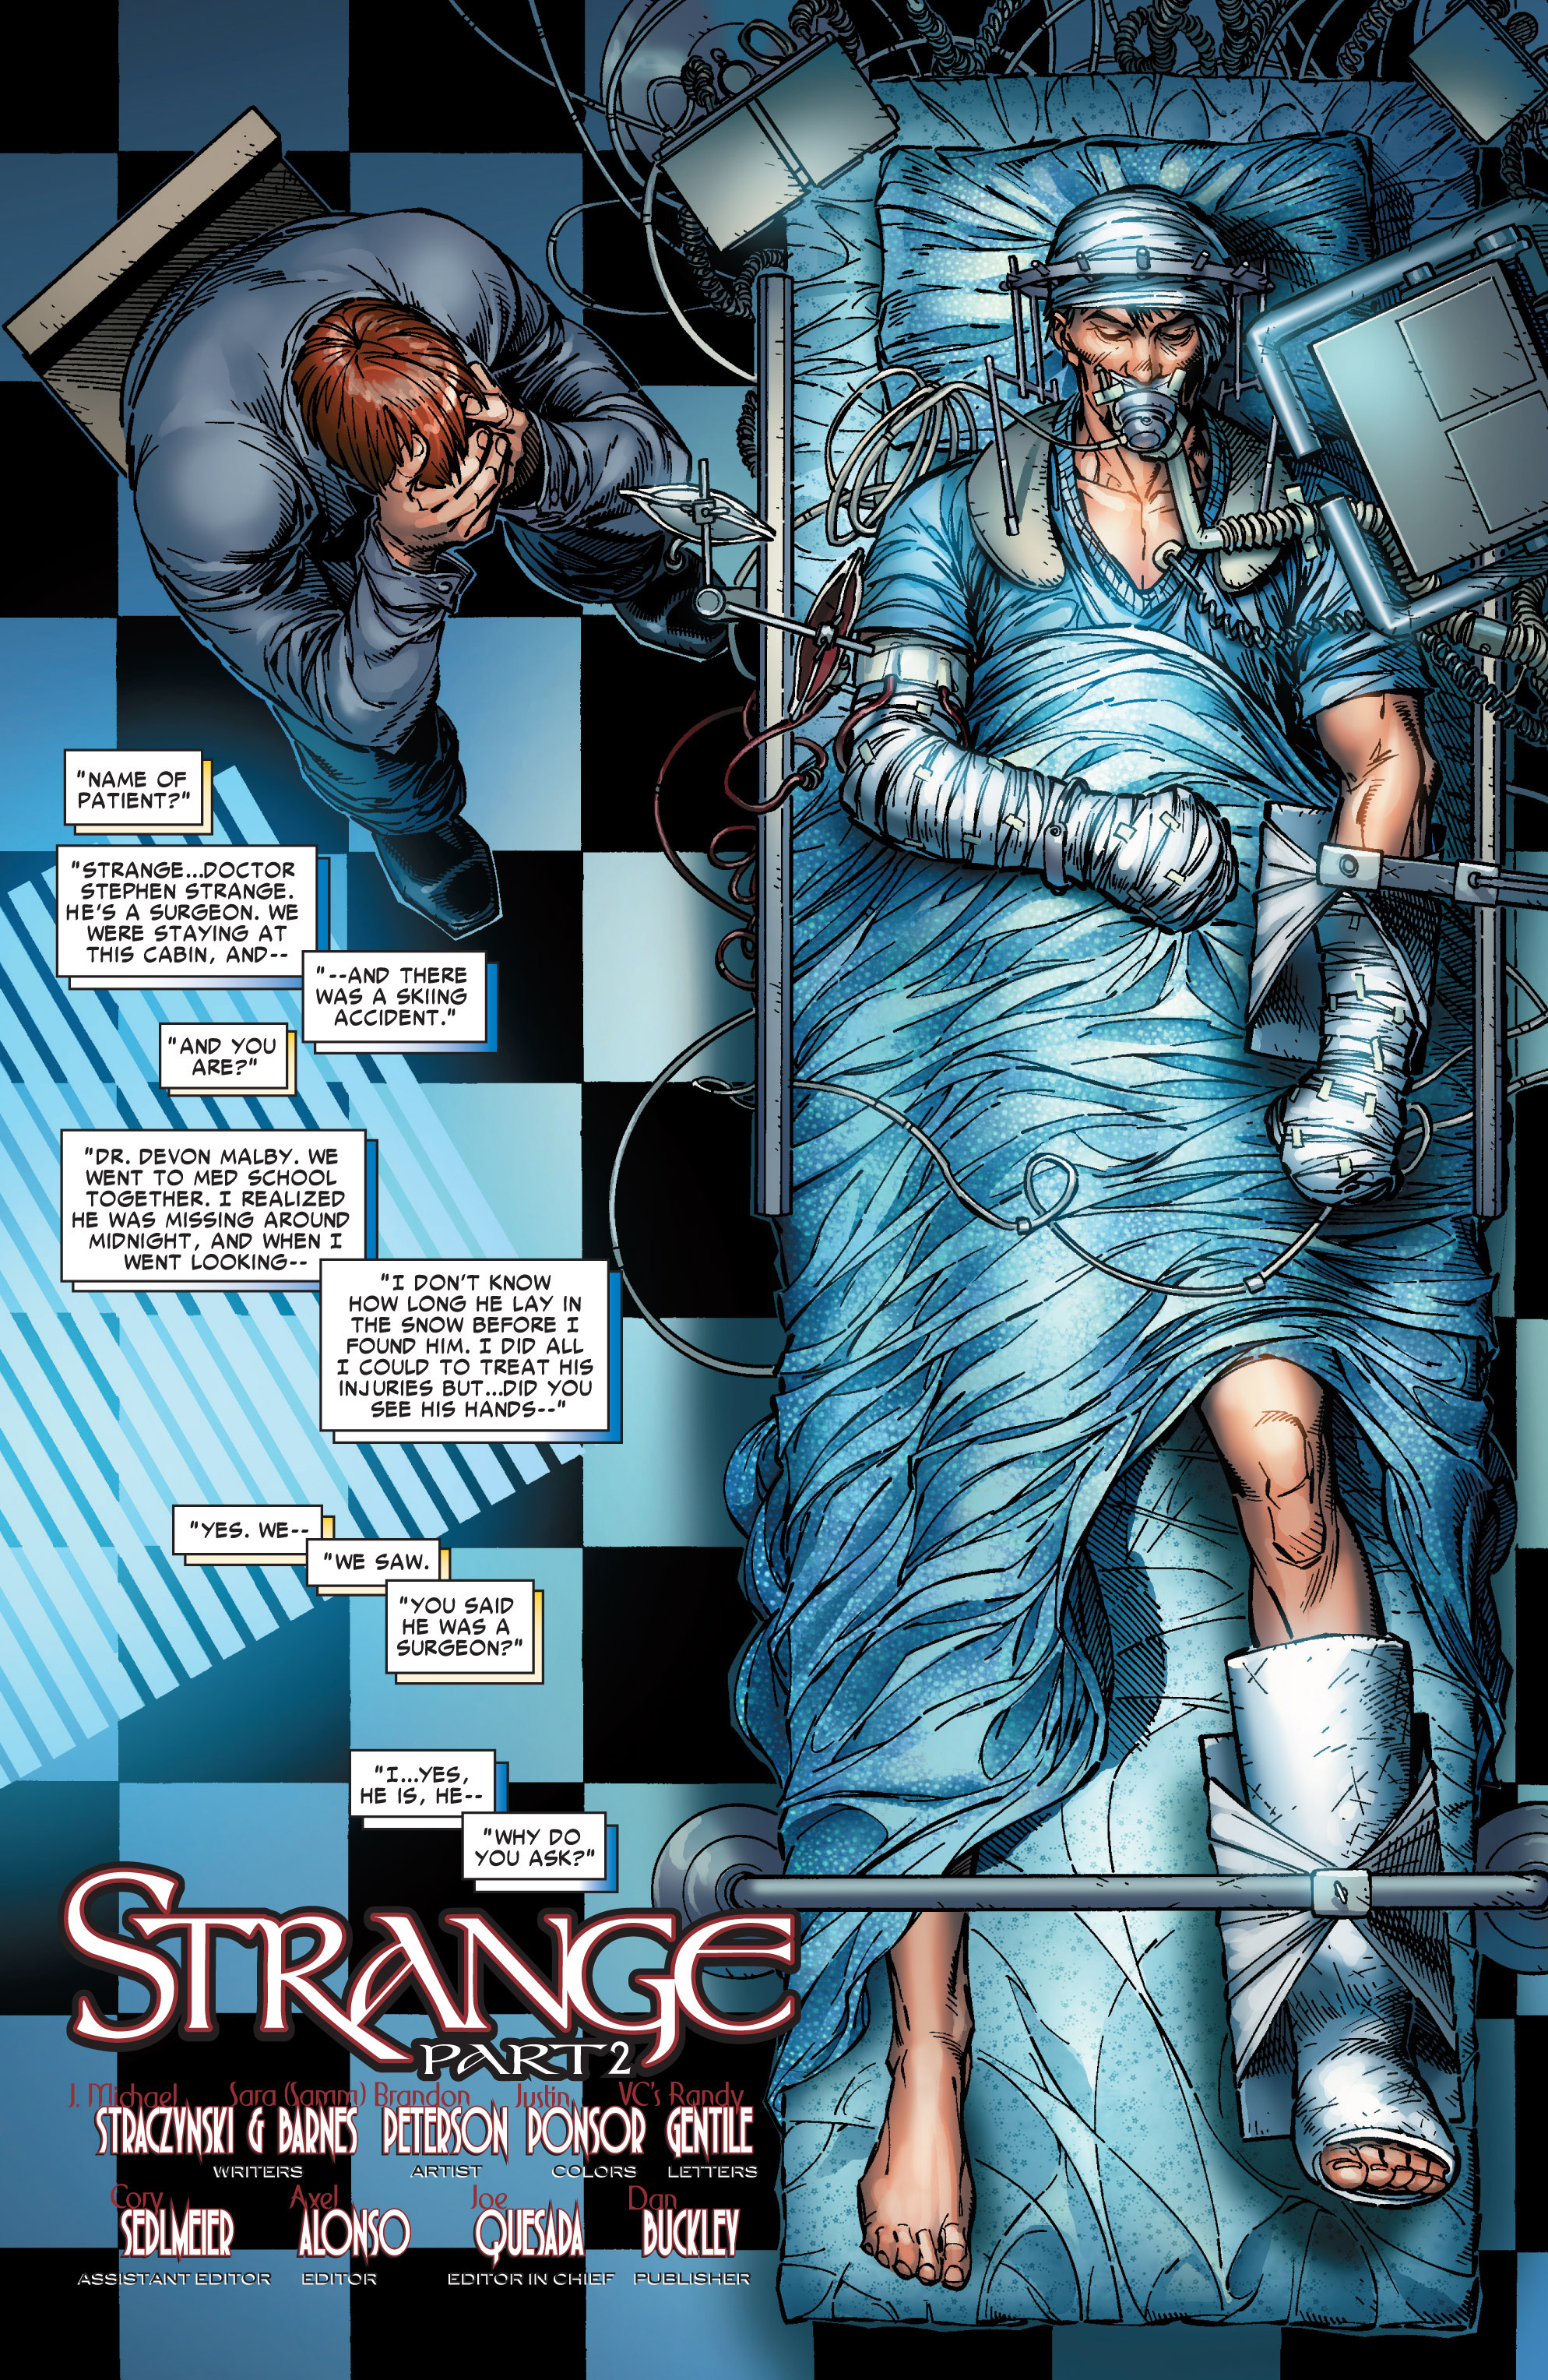 "NAME OF
PATIENT?"
"STRANGE...DOCTOR
STEPHEN STRANGE.
HE'S A SURGEON. WE
WERE STAYING AT
THIS CABIN, AND--
"--AND THERE
WAS A SKIING
ACCIDENT."
"AND YOU
ARE?"
"DR. DEVON MALBY. WE
WENT TO MED SCHOOL
TOGETHER. I REALIZED
HE WAS MISSING AROUND
MIDNIGHT, AND WHEN I
WENT LOOKING--
"I DON'T KNOW
HOW LONG HE LAY IN
THE SNOW BEFORE I
FOUND HIM. I DID ALL
I COULD TO TREAT HIS
INJURIES BUT...DID YOU
SEE HIS HANDS--"
"YES. WE--
"WE SAW.
"YOU SAID
HE WAS A
SURGEON?"
"I...YES,
HE IS, HE--
"WHY DO
YOU ASK?"
STRANGE
PART 2
J. Michael Sara (Samm) Brandon Justin VC's Randy
STRACZYNSKI & BARNES PETERSON PONSOR GENTILE
WRITERS ARTIST COLORS LETTERS
Cory Axel Joe Dan
SEDLMEIER ALONSO QUESADA BUCKLEY
ASSISTANT EDITOR EDITOR EDITOR IN CHIEF PUBLISHER